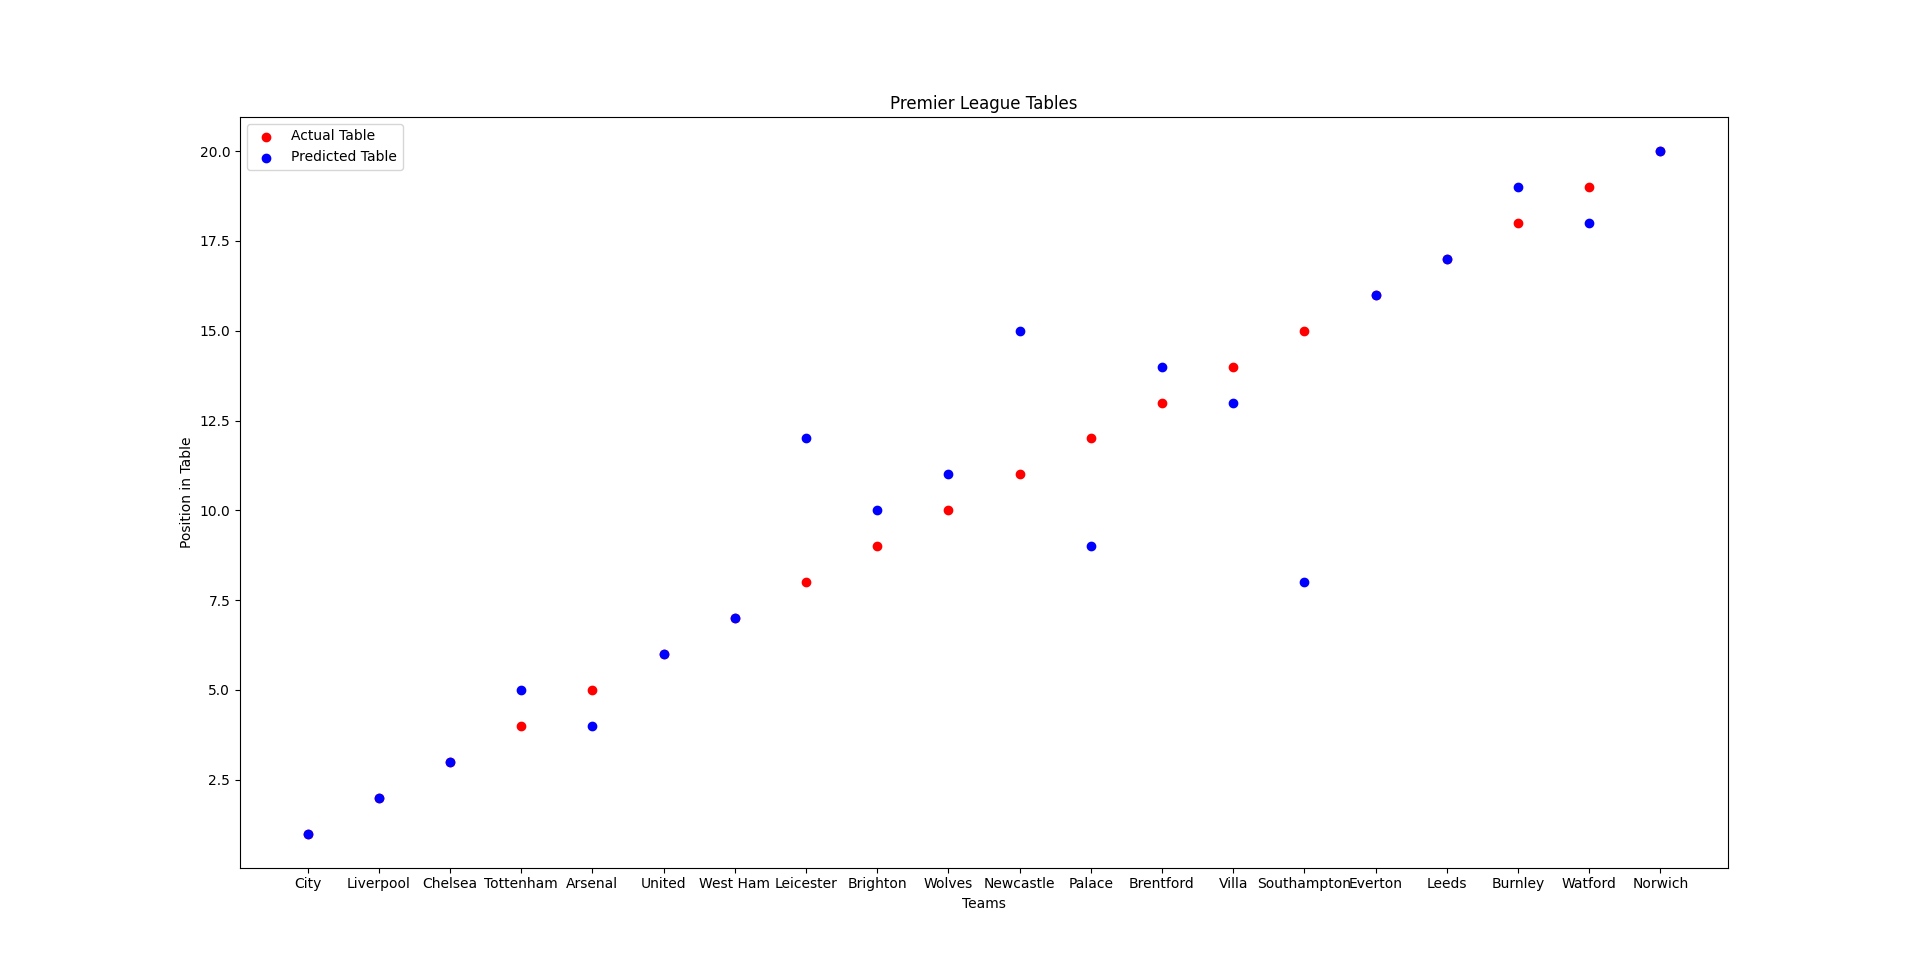 Premier League Tables
Actual Table
Predicted Table
20.0
17.5
15.0
12.5
10.0
7.5
5.0
2.5
Position in Table
City Liverpool Chelsea Tottenham Arsenal United West Ham Leicester Brighton Wolves Newcastle Palace Brentford Villa Southampton Everton Leeds Burnley Watford Norwich
Teams